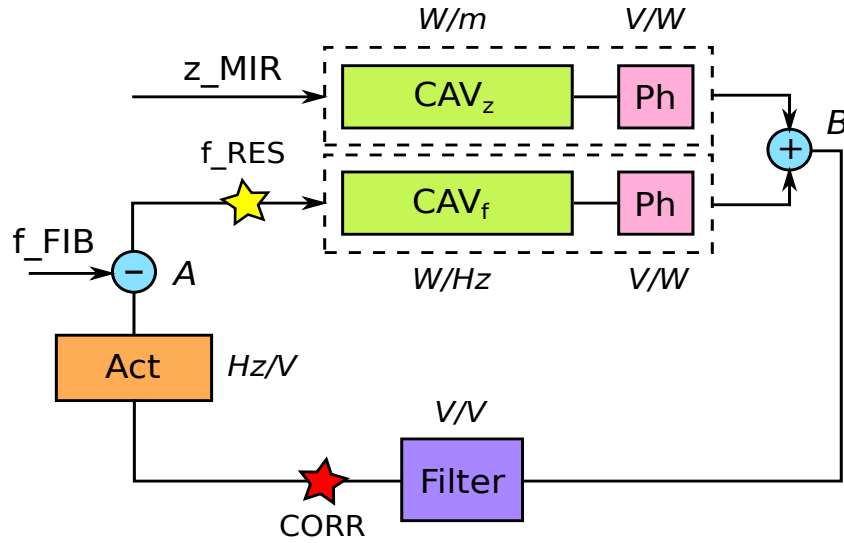 W/m
V/W
z_MIR
CAVz
Ph
f_RES
+
B
CAVf
Ph
f_FIB
−
A
W/Hz
V/W
Act
Hz/V
V/V
Filter
CORR